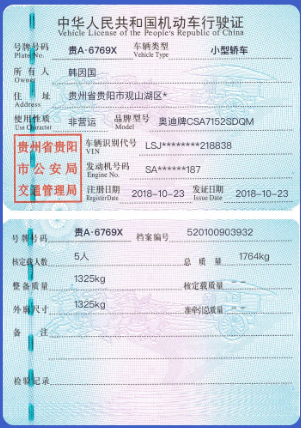 中华人民共和国机动车行驶证
Vehicle License of the People's Republic of China
号牌号码 贵A-6769X 车辆类型 小型轿车
Plate No. Vehicle Type
所有人 韩因国
Owner
住址 贵州省贵阳市观山湖区*
Address
使用性质 非营运 品牌型号 奥迪牌CSA7152SDQM
Use Character Model
贵州省贵阳
市公安局
交通管理局
车辆识别代号 LSJ********218838
VIN
发动机号码 SA******187
Engine No.
注册日期 2018-10-23 发证日期 2018-10-23
RegisterDate Issue Date
号牌号码 贵A-6769X 档案编号 520100903932
核定载人数 5人 总质量 1764kg
整备质量 1325kg 核定载质量 --
外廓尺寸 1325kg 准牵引总质量 --
备注
检验记录